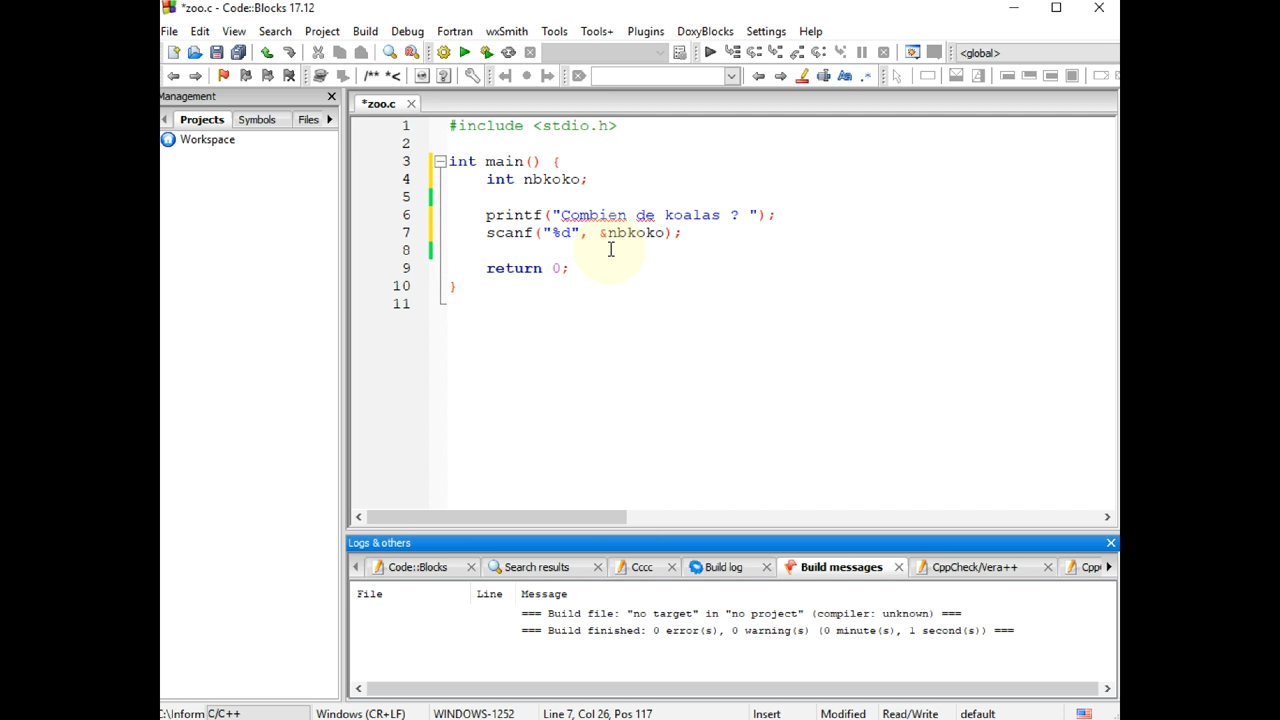 *zoo.c - Code::Blocks 17.12
File Edit View Search Project Build Debug Fortran wxSmith Tools Tools+ Plugins DoxyBlocks Settings Help
/** *< <global>
Management
*zoo.c
Projects Symbols Files
Workspace
1 #include <stdio.h>
2
3 int main() {
4 int nbkoko;
5
6 printf("Combien de koalas ? ");
7 scanf("%d", &nbkoko);
8
9 return 0;
10 }
11
Logs & others
Code::Blocks Search results Cccc Build log Build messages CppCheck/Vera++ Cpp
File Line Message
=== Build file: "no target" in "no project" (compiler: unknown) ===
=== Build finished: 0 error(s), 0 warning(s) (0 minute(s), 1 second(s)) ===
C:\Inform C/C++ Windows (CR+LF) WINDOWS-1252 Line 7, Col 26, Pos 117 Insert Modified Read/Write default